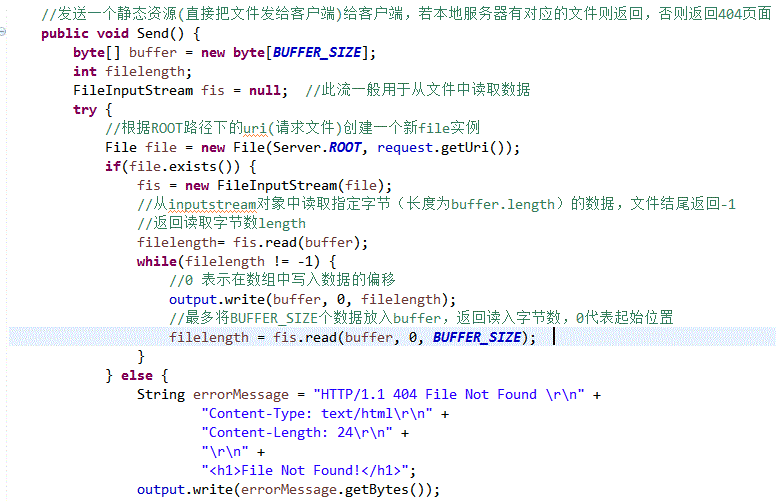 //发送一个静态资源(直接把文件发给客户端)给客户端，若本地服务器有对应的文件则返回，否则返回404页面
public void Send() {
byte[] buffer = new byte[BUFFER_SIZE];
int filelength;
FileInputStream fis = null;  //此流一般用于从文件中读取数据
try {
//根据ROOT路径下的uri(请求文件)创建一个新file实例
File file = new File(Server.ROOT, request.getUri());
if(file.exists()) {
fis = new FileInputStream(file);
//从inputstream对象中读取指定字节（长度为buffer.length）的数据，文件结尾返回-1
//返回读取字节数length
filelength= fis.read(buffer);
while(filelength != -1) {
//0 表示在数组中写入数据的偏移
output.write(buffer, 0, filelength);
//最多将BUFFER_SIZE个数据放入buffer，返回读入字节数，0代表起始位置
filelength = fis.read(buffer, 0, BUFFER_SIZE);
}
} else {
String errorMessage = "HTTP/1.1 404 File Not Found \r\n" +
"Content-Type: text/html\r\n" +
"Content-Length: 24\r\n" +
"\r\n" +
"<h1>File Not Found!</h1>";
output.write(errorMessage.getBytes());